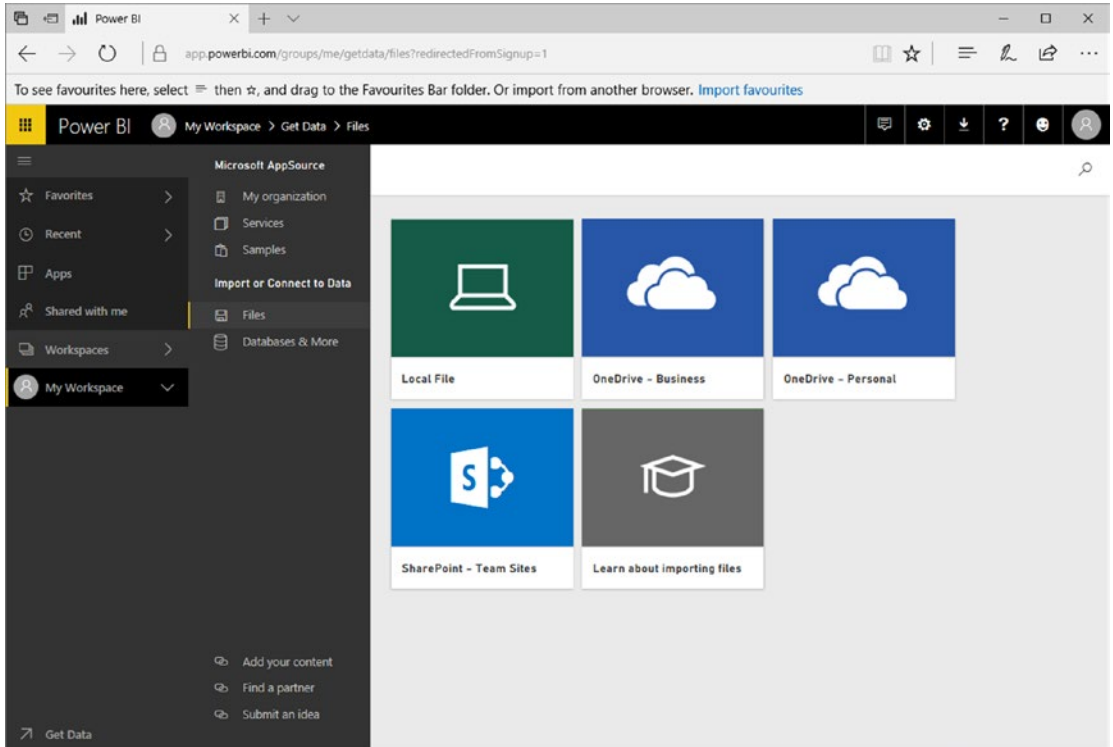 Power BI
app.powerbi.com/groups/me/getdata/files?redirectedFromSignup=1
To see favourites here, select then , and drag to the Favourites Bar folder. Or import from another browser. Import favourites
Power BI My Workspace > Get Data > Files
Favorites
Recent
Apps
Shared with me
Workspaces
My Workspace
Get Data
Microsoft AppSource
My organization
Services
Samples
Import or Connect to Data
Files
Databases & More
Add your content
Find a partner
Submit an idea
Local File
OneDrive – Business
OneDrive – Personal
S
SharePoint – Team Sites
Learn about importing files